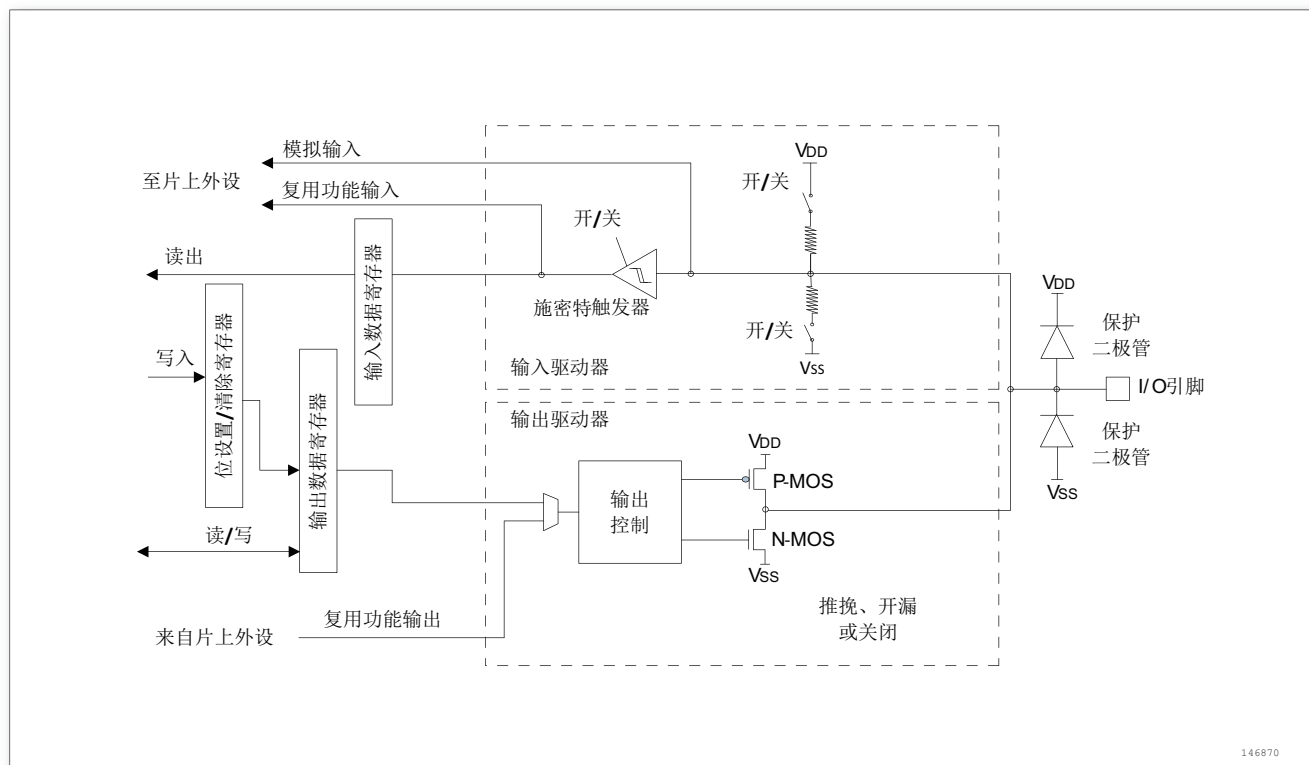 模拟输入
至片上外设
复用功能输入
开/关
VDD
开/关
读出
输入数据寄存器
施密特触发器
开/关
VSS
输入驱动器
VDD
保护
二极管
I/O引脚
保护
二极管
VSS
写入
位设置/清除寄存器
输出数据寄存器
读/写
输出驱动器
VDD
P-MOS
输出
控制
N-MOS
VSS
推挽、开漏
或关闭
复用功能输出
来自片上外设
146870